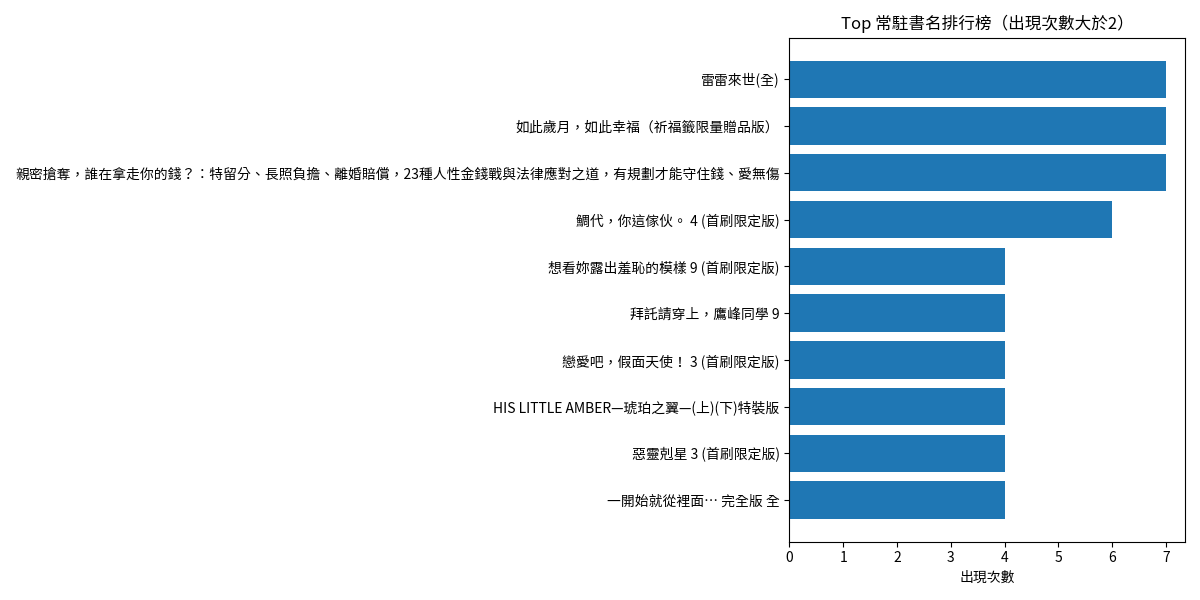 Top 常駐書名排行榜（出現次數大於2）
雷雷來世(全)
如此歲月，如此幸福（祈福籤限量贈品版）
親密搶奪，誰在拿走你的錢？：特留分、長照負擔、離婚賠償，23種人性金錢戰與法律應對之道，有規劃才能守住錢、愛無傷
鯛代，你這傢伙。 4 (首刷限定版)
想看妳露出羞恥的模樣 9 (首刷限定版)
拜託請穿上，鷹峰同學 9
戀愛吧，假面天使！ 3 (首刷限定版)
HIS LITTLE AMBER—琥珀之翼—(上)(下)特裝版
惡靈剋星 3 (首刷限定版)
一開始就從裡面… 完全版 全
0 1 2 3 4 5 6 7
出現次數